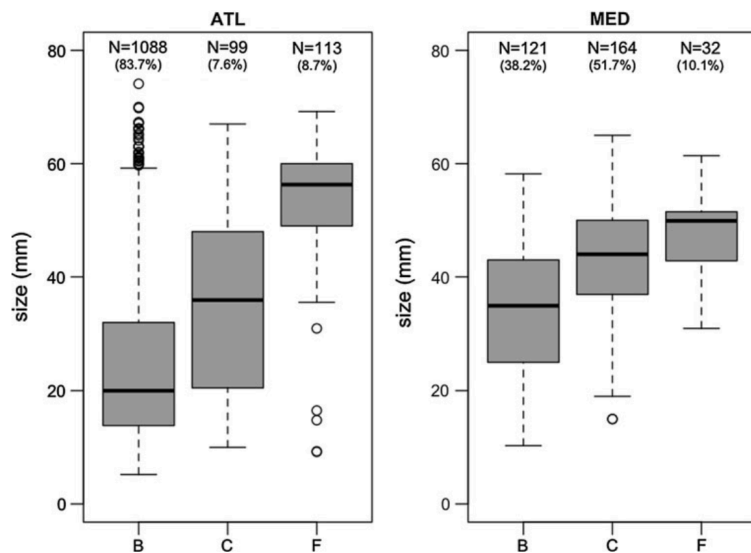 ATL
N=1088 N=99 N=113
(83.7%) (7.6%) (8.7%)
80
60
40
20
0
size (mm)
B C F
MED
N=121 N=164 N=32
(38.2%) (51.7%) (10.1%)
80
60
40
20
0
size (mm)
B C F